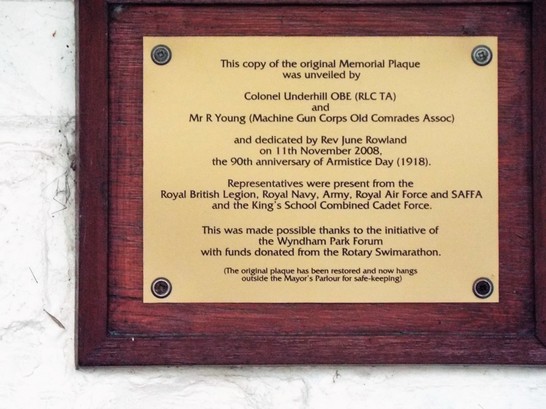 This copy of the original Memorial Plaque
was unveiled by
Colonel Underhill OBE (RLC TA)
and
Mr R Young (Machine Gun Corps Old Comrades Assoc)
and dedicated by Rev June Rowland
on 11th November 2008,
the 90th anniversary of Armistice Day (1918).
Representatives were present from the
Royal British Legion, Royal Navy, Army, Royal Air Force and SAFFA
and the King's School Combined Cadet Force.
This was made possible thanks to the initiative of
the Wyndham Park Forum
with funds donated from the Rotary Swimarathon.
(The original plaque has been restored and now hangs
outside the Mayor's Parlour for safe-keeping)